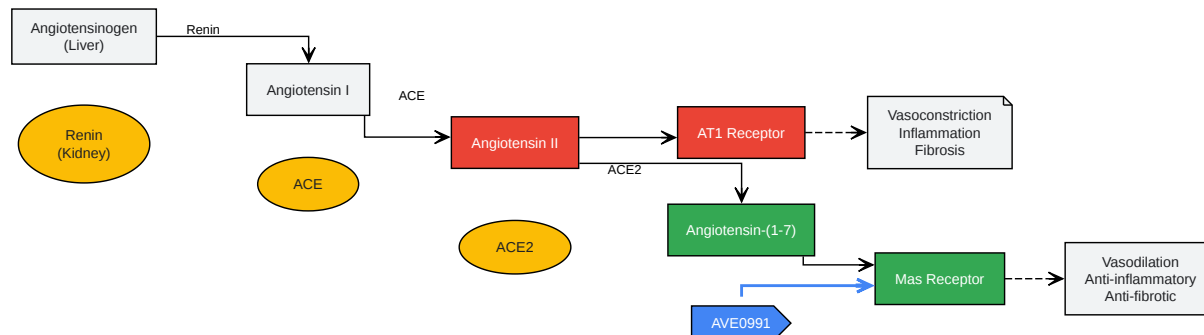 Angiotensinogen
(Liver)
Renin
Angiotensin I
ACE
Renin
(Kidney)
ACE
Angiotensin II
ACE2
AT1 Receptor
Vasoconstriction
Inflammation
Fibrosis
ACE2
Angiotensin-(1-7)
Mas Receptor
Vasodilation
Anti-inflammatory
Anti-fibrotic
AVE0991